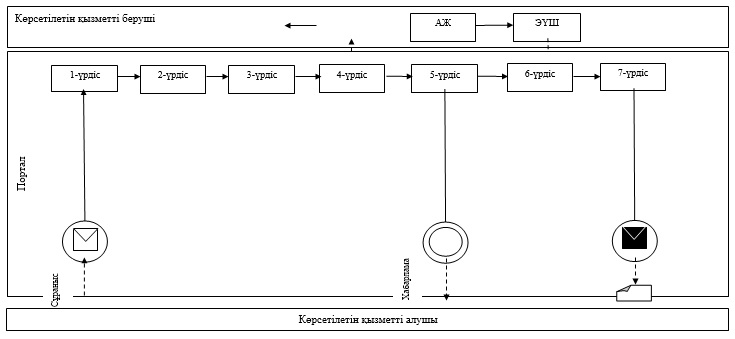 Көрсетілетін қызметті беруші
АЖ
ЭҮШ
1-үрдіс
2-үрдіс
3-үрдіс
4-үрдіс
5-үрдіс
6-үрдіс
7-үрдіс
Портал
Сұраныс
Хабарлама
Көрсетілетін қызметті алушы